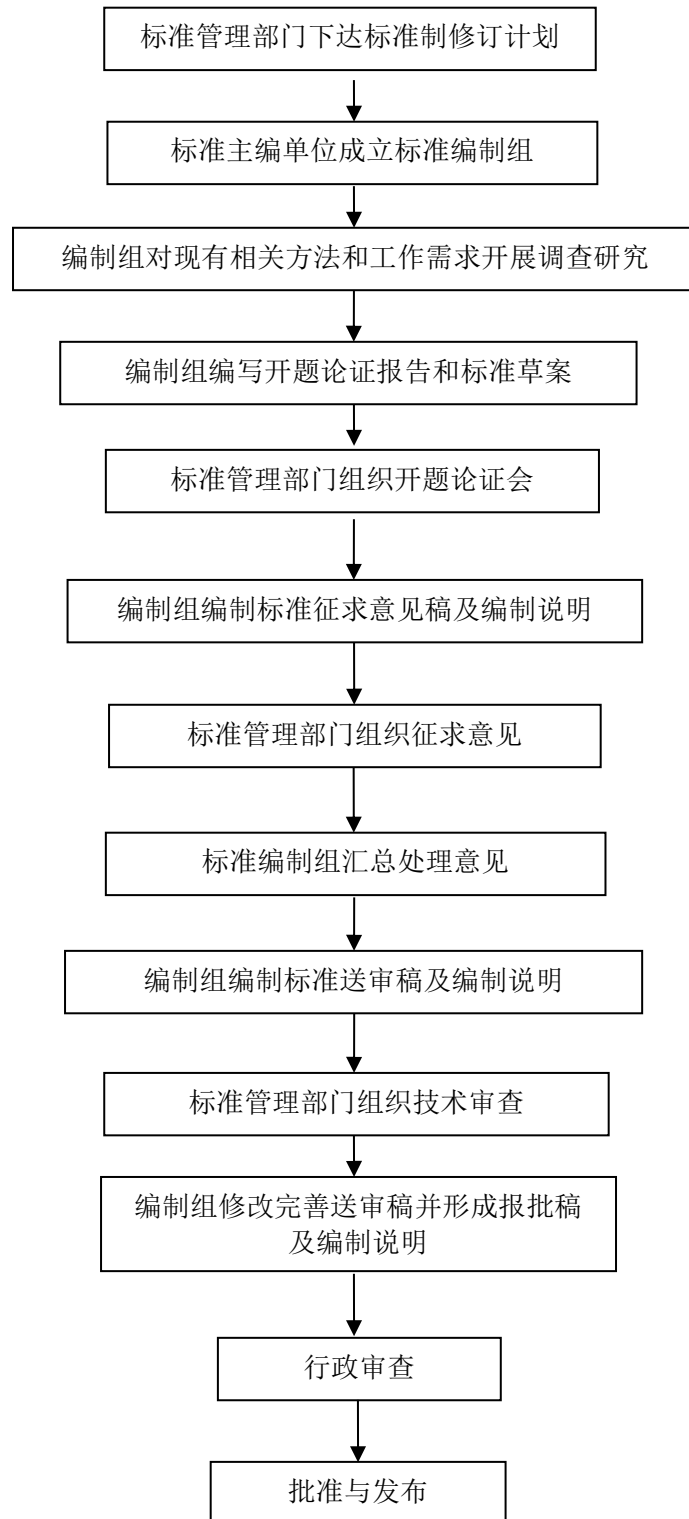 标准管理部门下达标准制修订计划
标准主编单位成立标准编制组
编制组对现有相关方法和工作需求开展调查研究
编制组编写开题论证报告和标准草案
标准管理部门组织开题论证会
编制组编制标准征求意见稿及编制说明
标准管理部门组织征求意见
标准编制组汇总处理意见
编制组编制标准送审稿及编制说明
标准管理部门组织技术审查
编制组修改完善送审稿并形成报批稿
及编制说明
行政审查
批准与发布